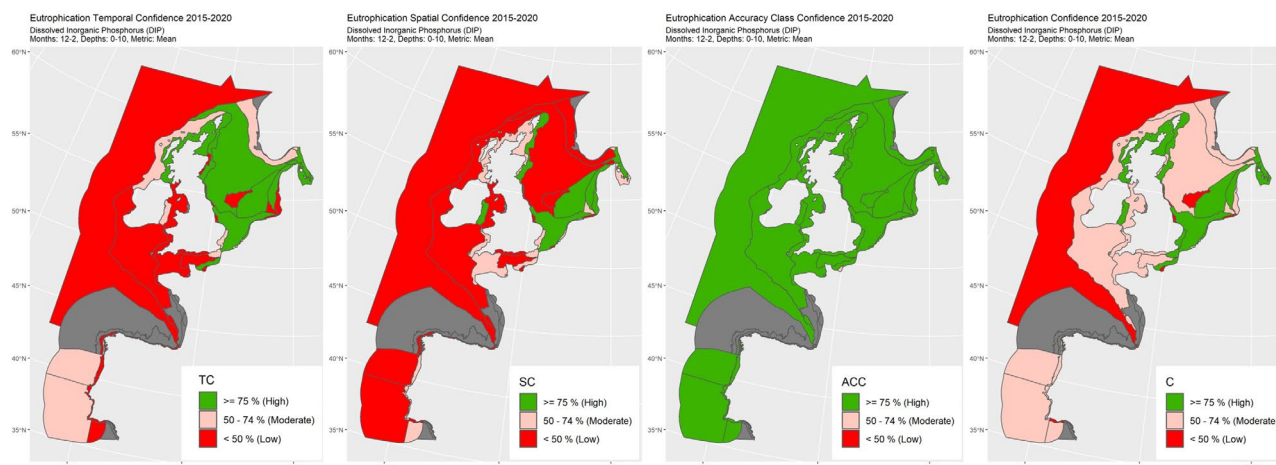 Eutrophication Temporal Confidence 2015-2020
Dissolved Inorganic Phosphorus (DIP)
Months: 12-2, Depths: 0-10, Metric: Mean
60°N
55°N
50°N
45°N
40°N
35°N
TC
>= 75 % (High)
50 - 74 % (Moderate)
< 50 % (Low)
Eutrophication Spatial Confidence 2015-2020
Dissolved Inorganic Phosphorus (DIP)
Months: 12-2, Depths: 0-10, Metric: Mean
60°N
55°N
50°N
45°N
40°N
35°N
SC
>= 75 % (High)
50 - 74 % (Moderate)
< 50 % (Low)
Eutrophication Accuracy Class Confidence 2015-2020
Dissolved Inorganic Phosphorus (DIP)
Months: 12-2, Depths: 0-10, Metric: Mean
60°N
55°N
50°N
45°N
40°N
35°N
ACC
>= 75 % (High)
50 - 74 % (Moderate)
< 50 % (Low)
Eutrophication Confidence 2015-2020
Dissolved Inorganic Phosphorus (DIP)
Months: 12-2, Depths: 0-10, Metric: Mean
60°N
55°N
50°N
45°N
40°N
35°N
C
>= 75 % (High)
50 - 74 % (Moderate)
< 50 % (Low)